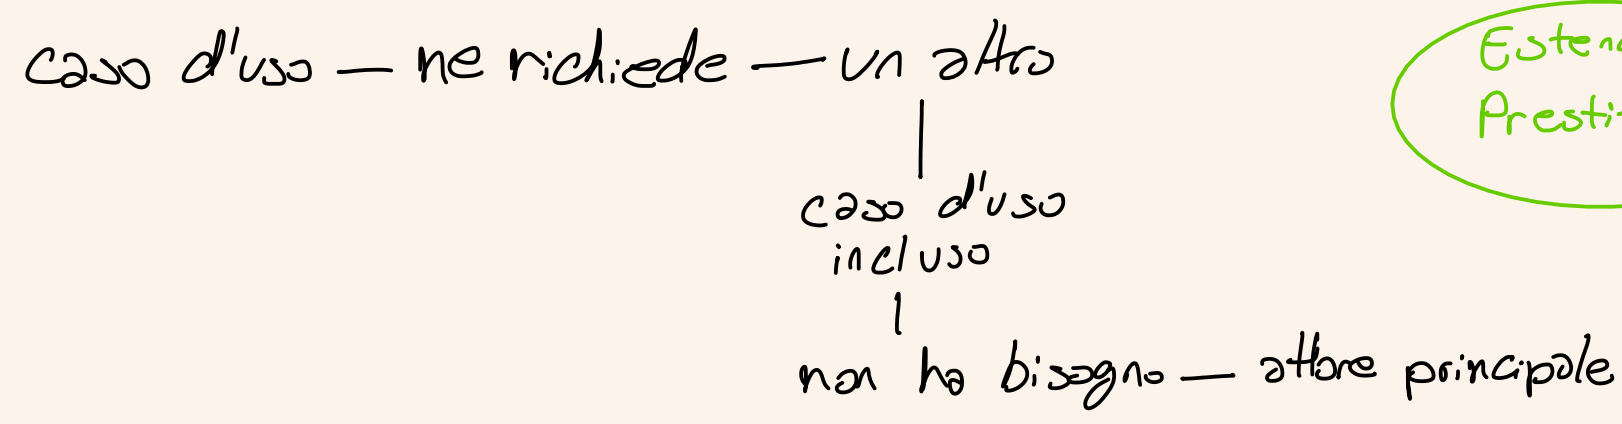 caso d'uso — ne richiede — un altro
caso d'uso
incluso
non ha bisogno — attore principale